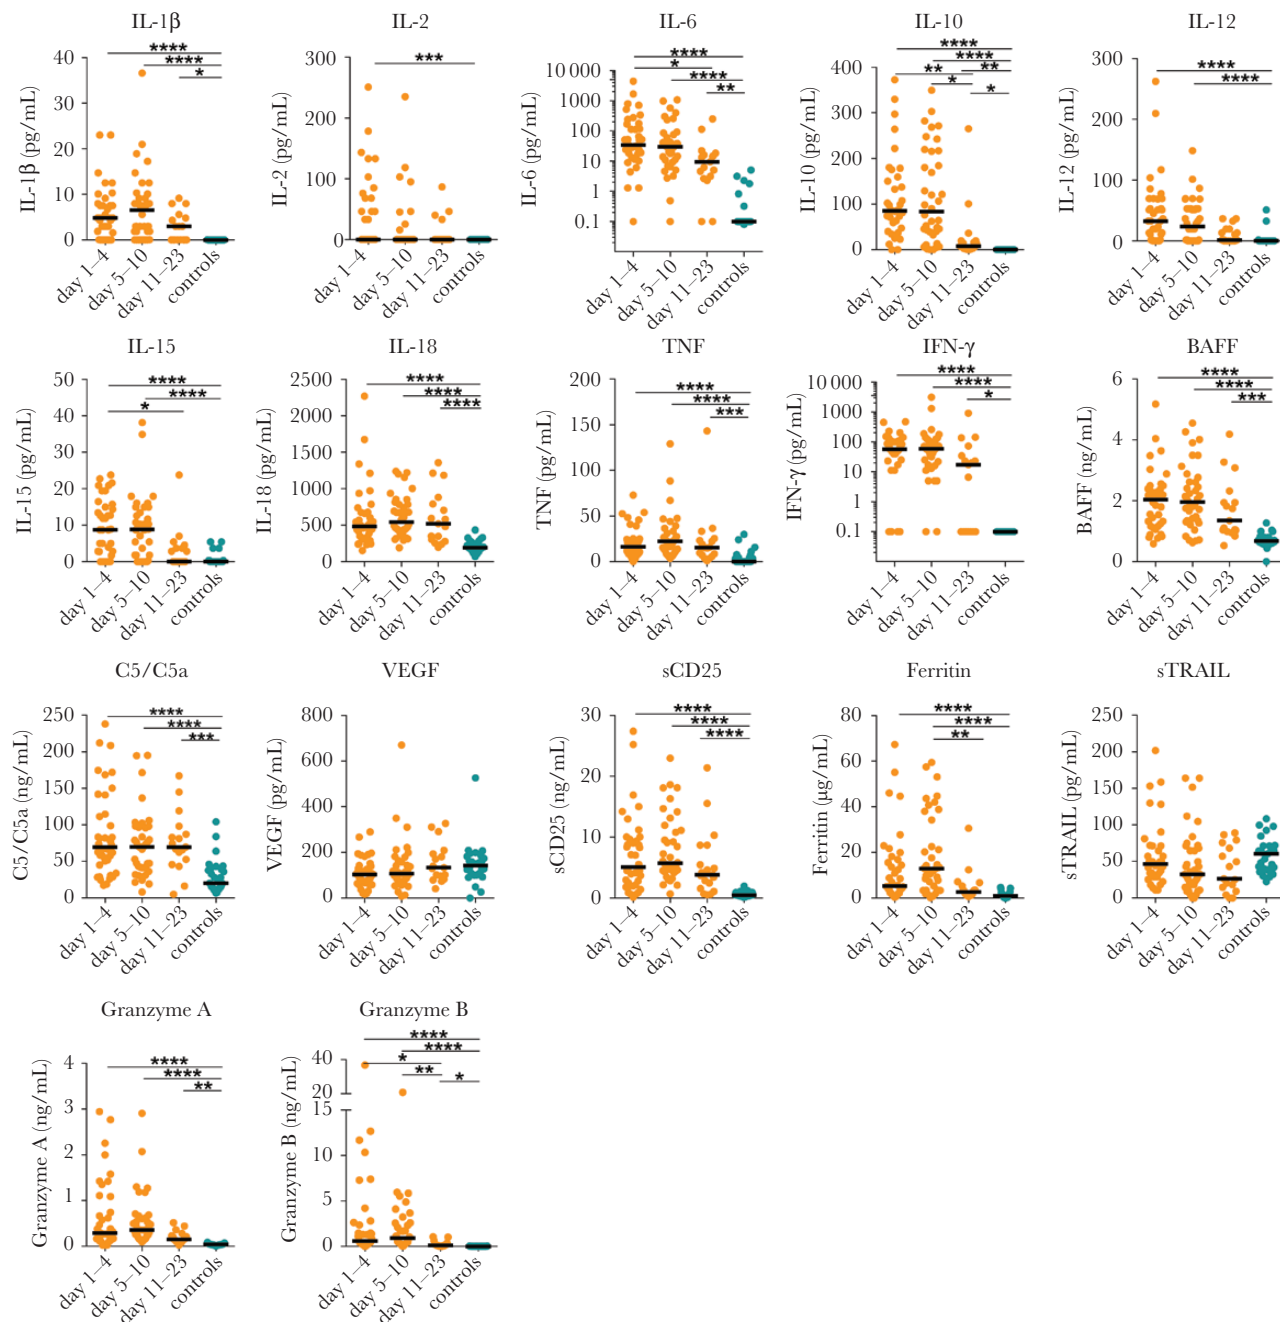 IL-1β
IL-1β (pg/mL)
40
30
20
10
0
****
****
*
day 1–4
day 5–10
day 11–23
controls
IL-2
IL-2 (pg/mL)
300
200
100
0
***
day 1–4
day 5–10
day 11–23
controls
IL-6
IL-6 (pg/mL)
10 000
1000
100
10
1
0.1
****
*
****
**
day 1–4
day 5–10
day 11–23
controls
IL-10
IL-10 (pg/mL)
400
300
200
100
0
****
****
** **
* *
day 1–4
day 5–10
day 11–23
controls
IL-12
IL-12 (pg/mL)
300
200
100
0
****
****
day 1–4
day 5–10
day 11–23
controls
IL-15
IL-15 (pg/mL)
50
40
30
20
10
0
****
****
*
day 1–4
day 5–10
day 11–23
controls
IL-18
IL-18 (pg/mL)
2500
2000
1500
1000
500
0
****
****
****
day 1–4
day 5–10
day 11–23
controls
TNF
TNF (pg/mL)
200
150
100
50
0
****
****
***
day 1–4
day 5–10
day 11–23
controls
IFN-γ
IFN-γ (pg/mL)
10 000
1000
100
10
1
0.1
****
****
*
day 1–4
day 5–10
day 11–23
controls
BAFF
BAFF (ng/mL)
6
4
2
0
****
****
***
day 1–4
day 5–10
day 11–23
controls
C5/C5a
C5/C5a (ng/mL)
250
200
150
100
50
0
****
****
***
day 1–4
day 5–10
day 11–23
controls
VEGF
VEGF (pg/mL)
800
600
400
200
0
day 1–4
day 5–10
day 11–23
controls
sCD25
sCD25 (ng/mL)
30
20
10
0
****
****
****
day 1–4
day 5–10
day 11–23
controls
Ferritin
Ferritin (µg/mL)
80
60
40
20
0
****
****
**
day 1–4
day 5–10
day 11–23
controls
sTRAIL
sTRAIL (pg/mL)
250
200
150
100
50
0
day 1–4
day 5–10
day 11–23
controls
Granzyme A
Granzyme A (ng/mL)
4
3
2
1
0
****
****
**
day 1–4
day 5–10
day 11–23
controls
Granzyme B
Granzyme B (ng/mL)
40
20
15
10
5
0
****
****
*
**
*
day 1–4
day 5–10
day 11–23
controls